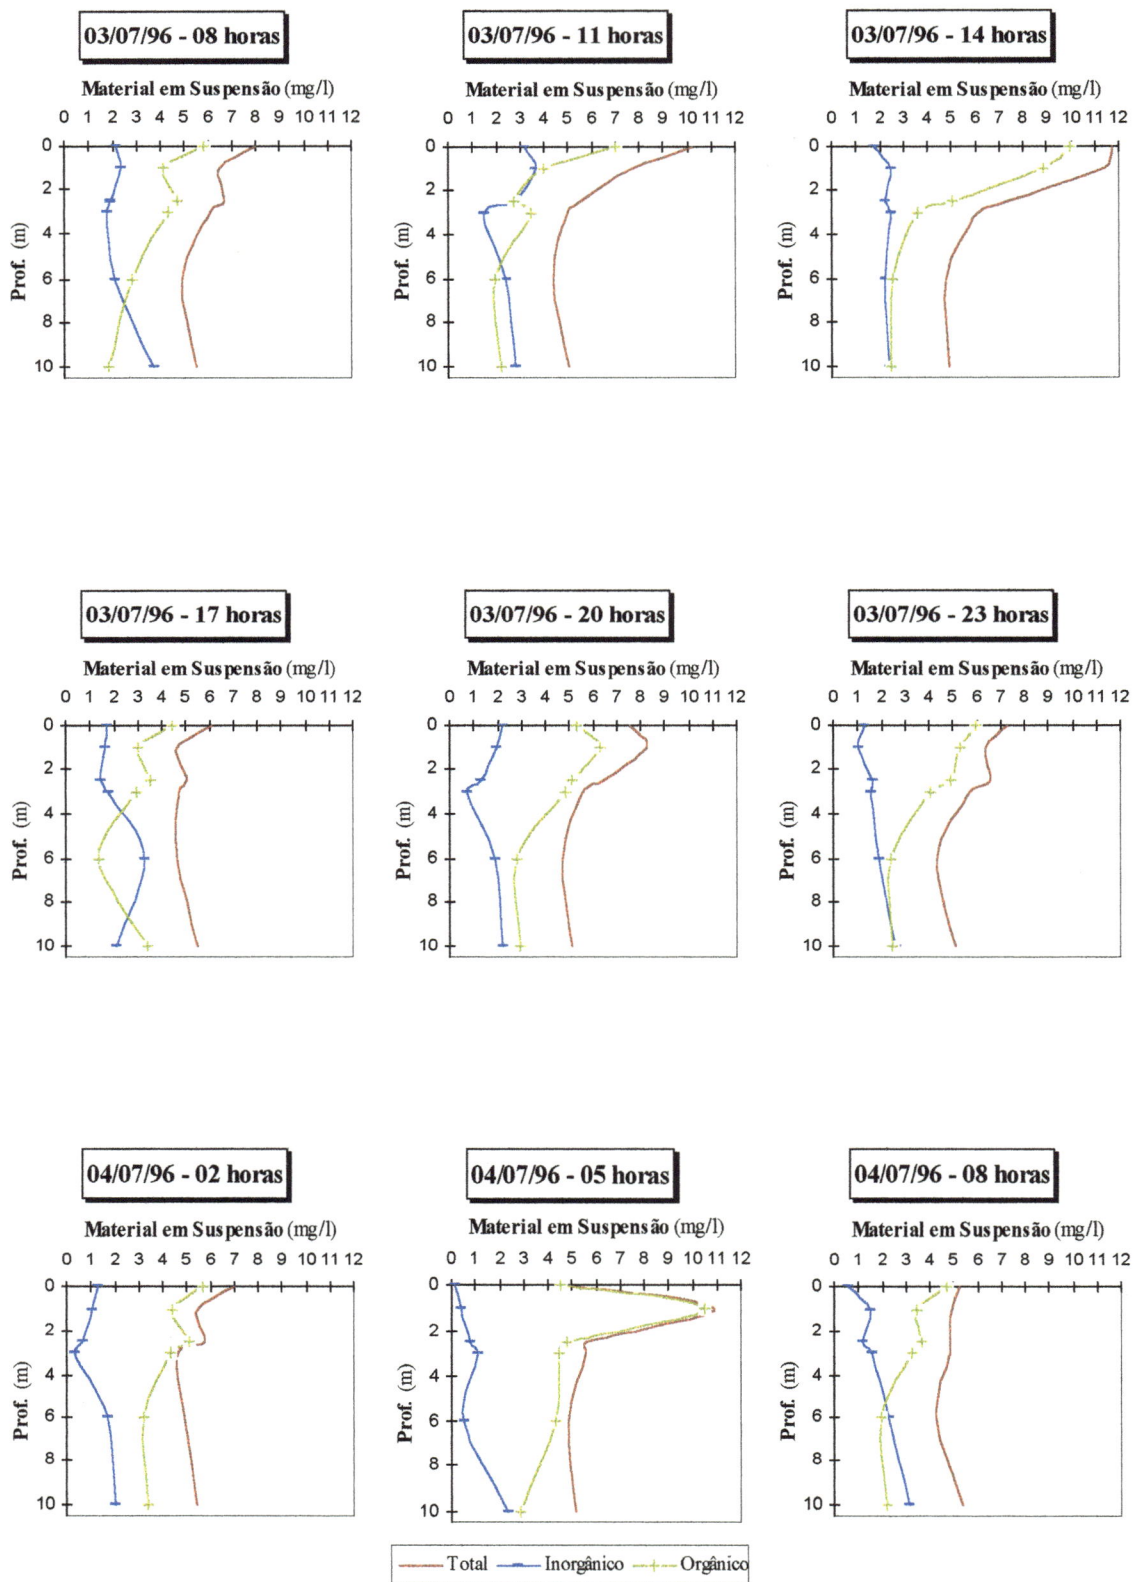 03/07/96 - 08 horas
03/07/96 - 11 horas
03/07/96 - 14 horas
Material em Suspensão (mg/l)
Material em Suspensão (mg/l)
Material em Suspensão (mg/l)
0 1 2 3 4 5 6 7 8 9 10 11 12
0 1 2 3 4 5 6 7 8 9 10 11 12
0 1 2 3 4 5 6 7 8 9 10 11 12
Prof. (m)
0
2
4
6
8
10
Prof. (m)
0
2
4
6
8
10
Prof. (m)
0
2
4
6
8
10
03/07/96 - 17 horas
03/07/96 - 20 horas
03/07/96 - 23 horas
Material em Suspensão (mg/l)
Material em Suspensão (mg/l)
Material em Suspensão (mg/l)
0 1 2 3 4 5 6 7 8 9 10 11 12
0 1 2 3 4 5 6 7 8 9 10 11 12
0 1 2 3 4 5 6 7 8 9 10 11 12
Prof. (m)
0
2
4
6
8
10
Prof. (m)
0
2
4
6
8
10
Prof. (m)
0
2
4
6
8
10
04/07/96 - 02 horas
04/07/96 - 05 horas
04/07/96 - 08 horas
Material em Suspensão (mg/l)
Material em Suspensão (mg/l)
Material em Suspensão (mg/l)
0 1 2 3 4 5 6 7 8 9 10 11 12
0 1 2 3 4 5 6 7 8 9 10 11 12
0 1 2 3 4 5 6 7 8 9 10 11 12
Prof. (m)
0
2
4
6
8
10
Prof. (m)
0
2
4
6
8
10
Prof. (m)
0
2
4
6
8
10
Total Inorgânico Orgânico